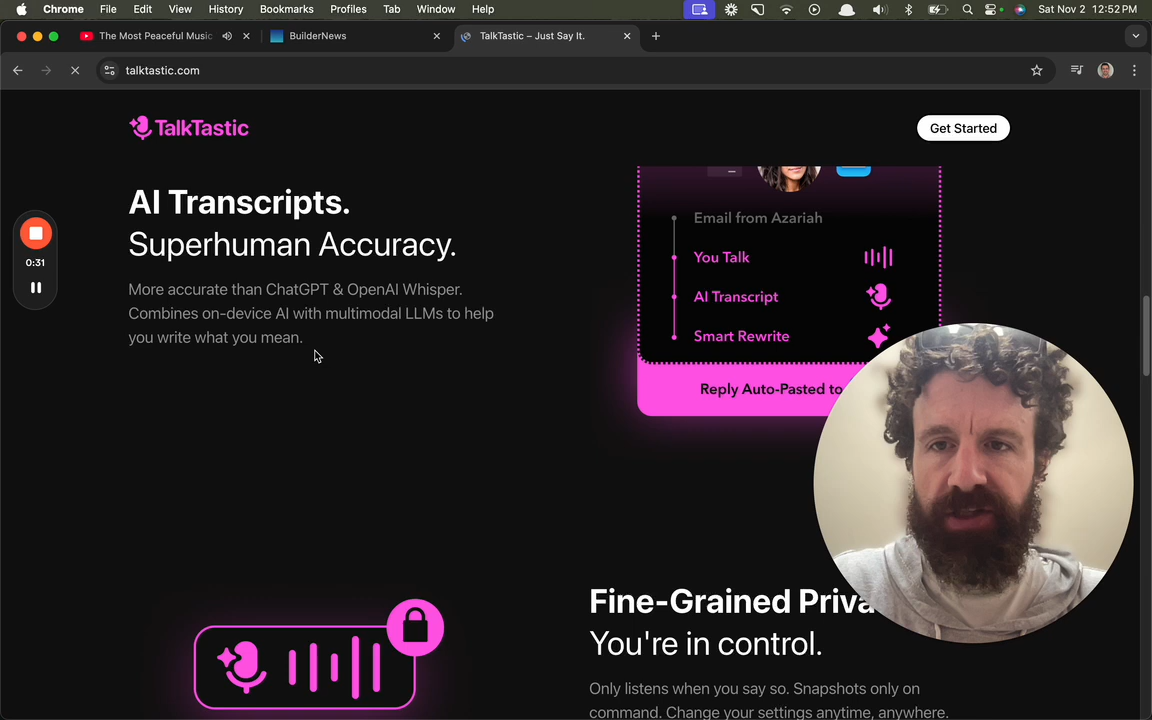 Chrome File Edit View History Bookmarks Profiles Tab Window Help Sat Nov 2 12:52 PM
The Most Peaceful Music
BuilderNews
TalkTastic – Just Say It.
talktastic.com
TalkTastic
Get Started
AI Transcripts.
Superhuman Accuracy.
More accurate than ChatGPT & OpenAI Whisper.
Combines on-device AI with multimodal LLMs to help
you write what you mean.
0:31
Email from Azariah
You Talk
AI Transcript
Smart Rewrite
Reply Auto-Pasted to
Fine-Grained Priva
You're in control.
Only listens when you say so. Snapshots only on
command. Change your settings anytime, anywhere.